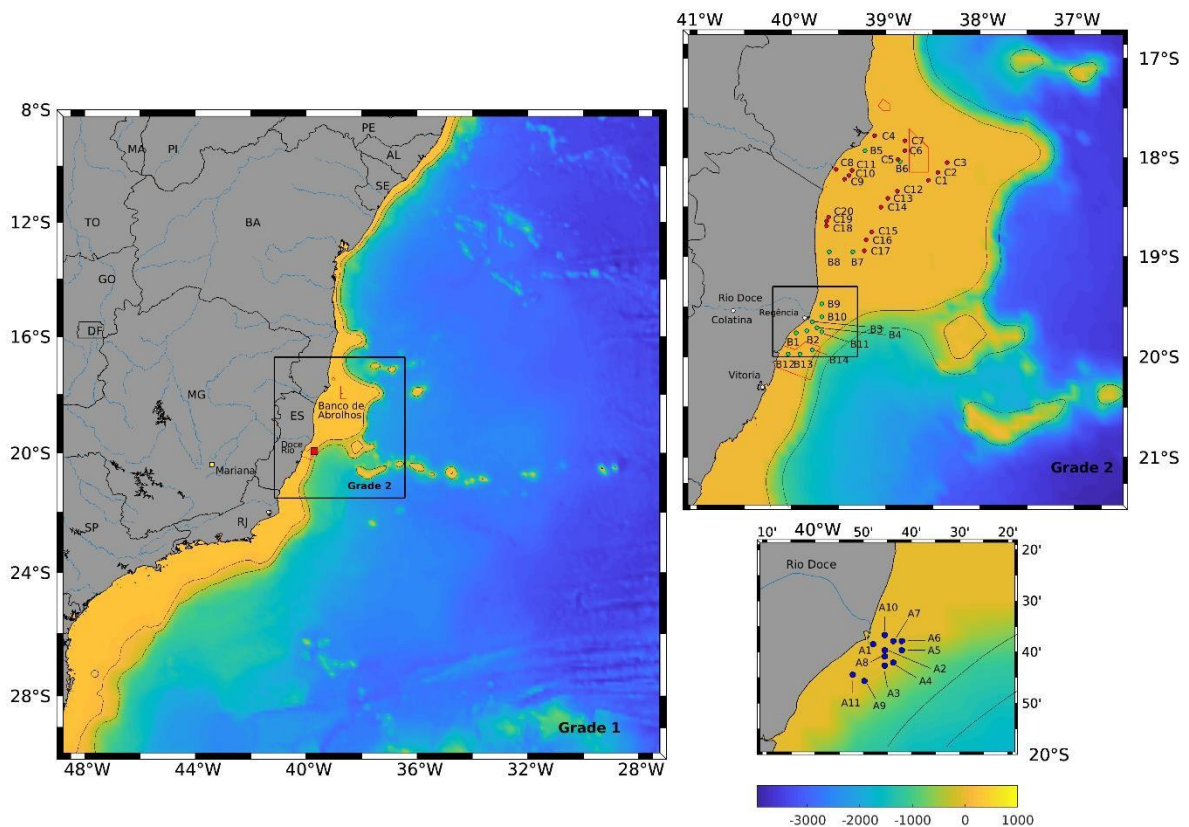 8°S
12°S
16°S
20°S
24°S
28°S
48°W
44°W
40°W
36°W
32°W
28°W
PE
MA
PI
AL
SE
TO
BA
GO
DF
MG
ES
Banco de
Abrolhos
Doce
Rio
Mariana
Grade 2
SP
RJ
Grade 1
41°W
40°W
39°W
38°W
37°W
17°S
18°S
19°S
20°S
21°S
C4
C7
B5
C6
C5
B6
C3
C8
C11
C10
C2
C9
C1
C12
C13
C14
C20
C19
C18
C15
C16
C17
B8
B7
Rio Doce
Colatina
Regência
B9
B10
B3
B4
B1
B2
B11
B14
B12
B13
Vitoria
Grade 2
10'
40°W
50'
40'
30'
1°20'
20'
30'
40'
50'
20°S
Rio Doce
A10
A7
A6
A1
A5
A8
A2
A4
A3
A11
A9
-3000
-2000
-1000
0
1000